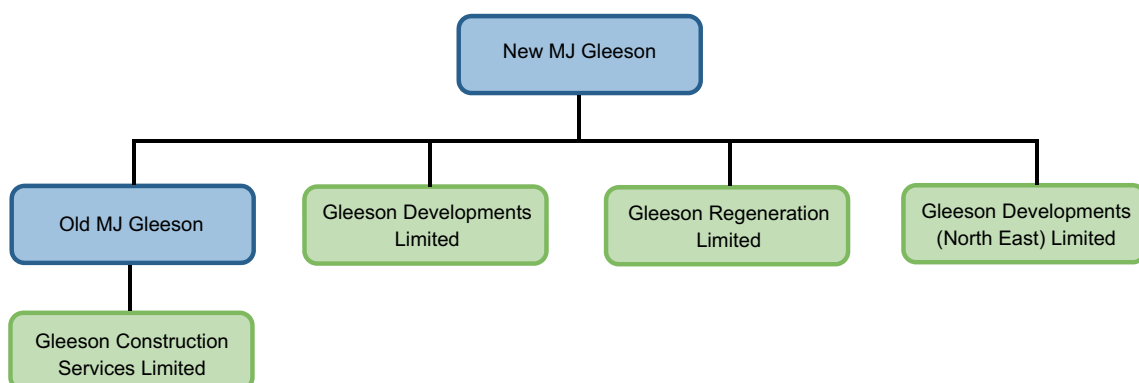 New MJ Gleeson
Old MJ Gleeson
Gleeson Developments
Limited
Gleeson Regeneration
Limited
Gleeson Developments
(North East) Limited
Gleeson Construction
Services Limited